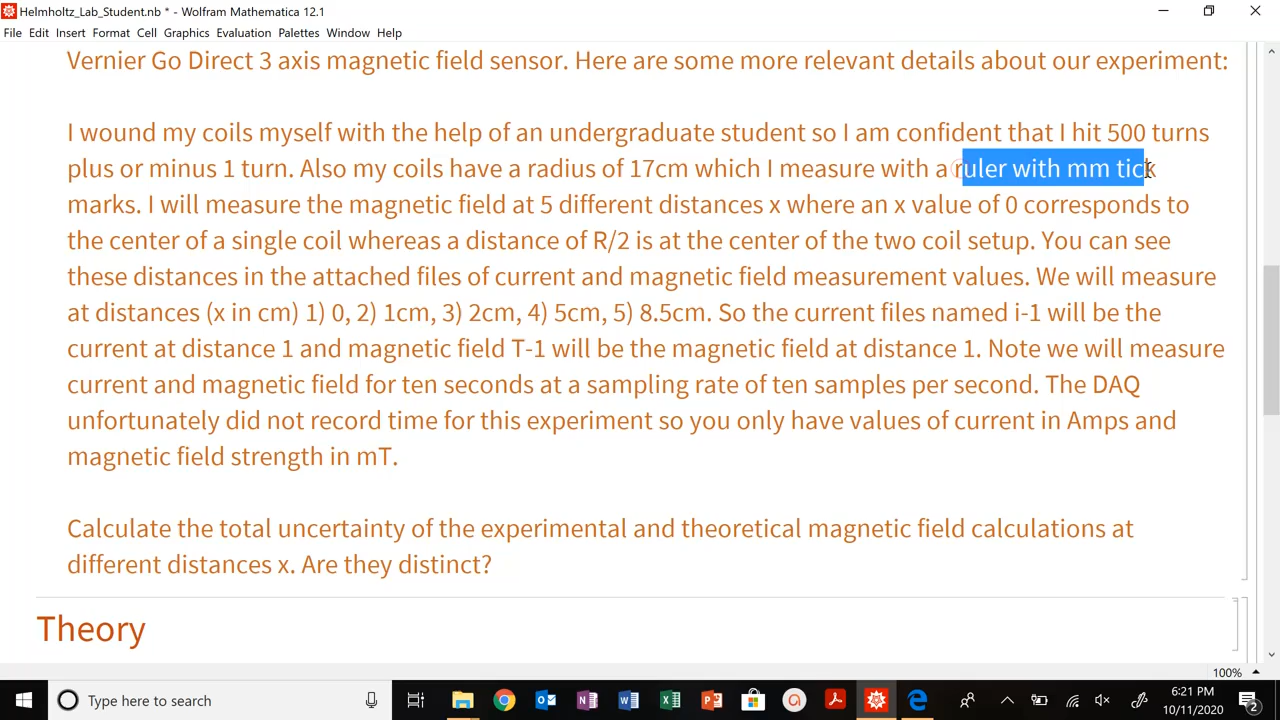 Helmholtz_Lab_Student.nb * - Wolfram Mathematica 12.1
File Edit Insert Format Cell Graphics Evaluation Palettes Window Help
Vernier Go Direct 3 axis magnetic field sensor. Here are some more relevant details about our experiment:
I wound my coils myself with the help of an undergraduate student so I am confident that I hit 500 turns
plus or minus 1 turn. Also my coils have a radius of 17cm which I measure with a ruler with mm tick
marks. I will measure the magnetic field at 5 different distances x where an x value of 0 corresponds to
the center of a single coil whereas a distance of R/2 is at the center of the two coil setup. You can see
these distances in the attached files of current and magnetic field measurement values. We will measure
at distances (x in cm) 1) 0, 2) 1cm, 3) 2cm, 4) 5cm, 5) 8.5cm. So the current files named i-1 will be the
current at distance 1 and magnetic field T-1 will be the magnetic field at distance 1. Note we will measure
current and magnetic field for ten seconds at a sampling rate of ten samples per second. The DAQ
unfortunately did not record time for this experiment so you only have values of current in Amps and
magnetic field strength in mT.
Calculate the total uncertainty of the experimental and theoretical magnetic field calculations at
different distances x. Are they distinct?
Theory
100%
Type here to search
6:21 PM
10/11/2020
2